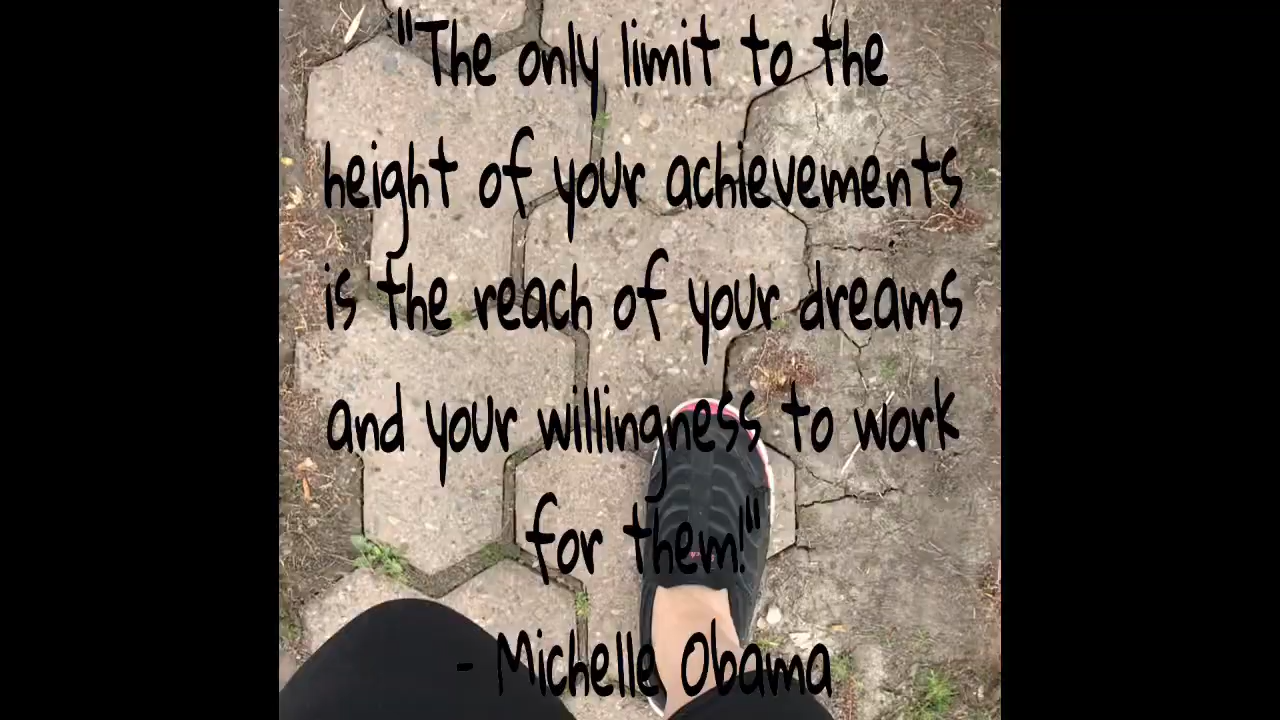 "The only limit to the
height of your achievements
is the reach of your dreams
and your willingness to work
for them!"
- Michelle Obama